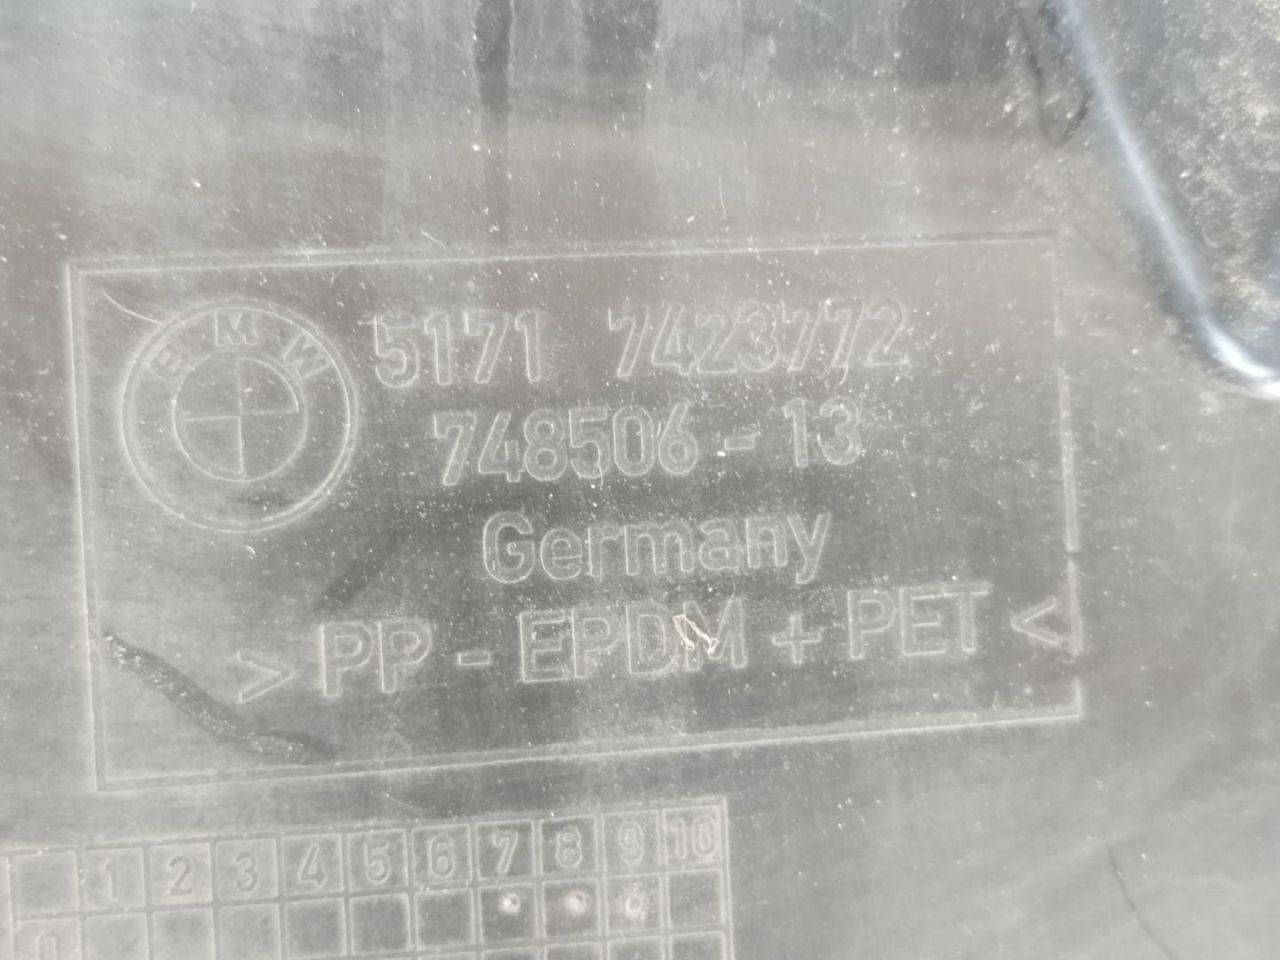 BMW
5171 7423772
748506-13
Germany
>PP-EPDM+PET<
1 2 3 4 5 6 7 8 9 10